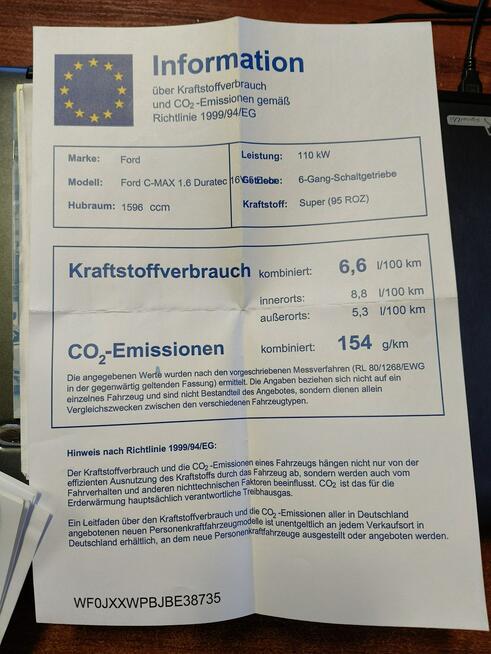 Information
über Kraftstoffverbrauch
und CO₂-Emissionen gemäß
Richtlinie 1999/94/EG
Marke: Ford
Modell: Ford C-MAX 1.6 Duratec 16V
Hubraum: 1596 ccm
Leistung: 110 kW
Getriebe: 6-Gang-Schaltgetriebe
Kraftstoff: Super (95 ROZ)
Kraftstoffverbrauch kombiniert: 6,6 l/100 km
innerorts: 8,8 l/100 km
außerorts: 5,3 l/100 km
CO₂-Emissionen kombiniert: 154 g/km
Die angegebenen Werte wurden nach den vorgeschriebenen Messverfahren (RL 80/1268/EWG
in der gegenwärtig geltenden Fassung) ermittelt. Die Angaben beziehen sich nicht auf ein
einzelnes Fahrzeug und sind nicht Bestandteil des Angebotes, sondern dienen allein
Vergleichszwecken zwischen den verschiedenen Fahrzeugtypen.
Hinweis nach Richtlinie 1999/94/EG:
Der Kraftstoffverbrauch und die CO₂-Emissionen eines Fahrzeugs hängen nicht nur von der
effizienten Ausnutzung des Kraftstoffs durch das Fahrzeug ab, sondern werden auch vom
Fahrverhalten und anderen nichttechnischen Faktoren beeinflusst. CO₂ ist das für die
Erderwärmung hauptsächlich verantwortliche Treibhausgas.
Ein Leitfaden über den Kraftstoffverbrauch und die CO₂-Emissionen aller in Deutschland
angebotenen neuen Personenkraftfahrzeugmodelle ist unentgeltlich an jedem Verkaufsort in
Deutschland erhältlich, an dem neue Personenkraftfahrzeuge ausgestellt oder angeboten werden.
WF0JXXWPBJBE38735